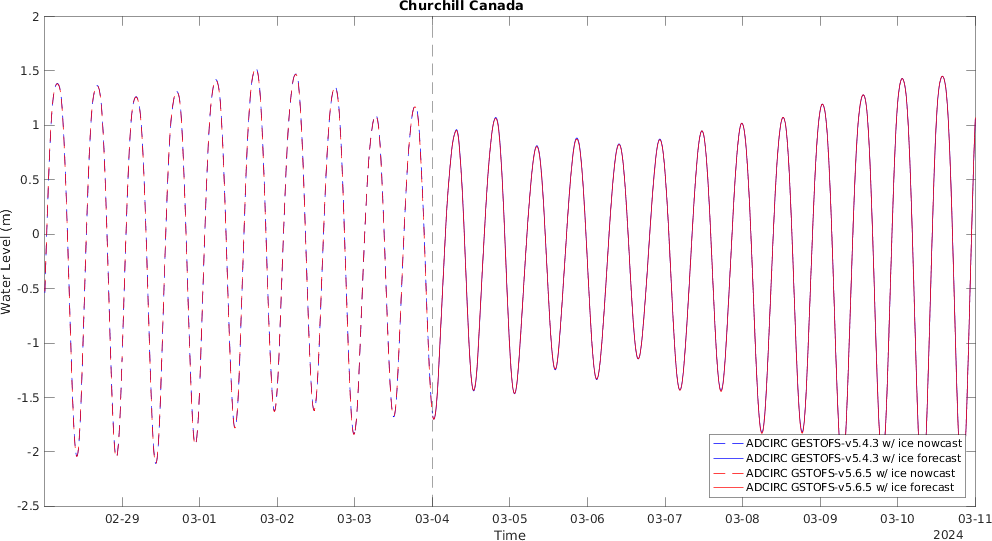 Churchill Canada
2
1.5
1
0.5
0
-0.5
-1
-1.5
-2
-2.5
Water Level (m)
ADCIRC GESTOFS-v5.4.3 w/ ice nowcast
ADCIRC GESTOFS-v5.4.3 w/ ice forecast
ADCIRC GSTOFS-v5.6.5 w/ ice nowcast
ADCIRC GSTOFS-v5.6.5 w/ ice forecast
02-29 03-01 03-02 03-03 03-04 03-05 03-06 03-07 03-08 03-09 03-10 03-11
Time
2024